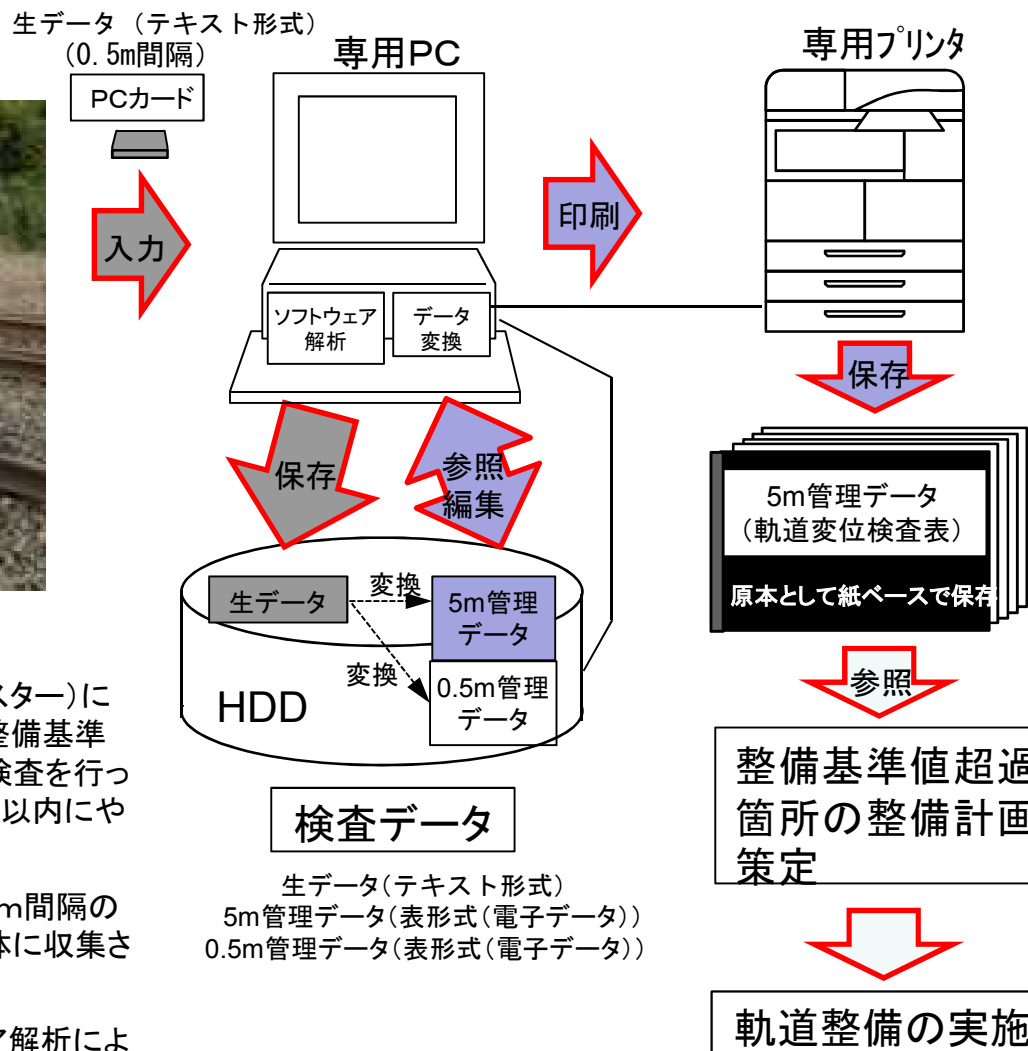 生データ（テキスト形式）
（0.5m間隔）
PCカード
入力
専用PC
ソフトウェア
解析
データ
変換
印刷
専用プリンタ
保存
5m管理データ
（軌道変位検査表）
原本として紙ベースで保存
参照
整備基準値超過
箇所の整備計画
策定
軌道整備の実施
保存
参照
編集
生データ
変換
変換
5m管理
データ
0.5m管理
データ
HDD
検査データ
生データ（テキスト形式）
5m管理データ（表形式（電子データ））
0.5m管理データ（表形式（電子データ））
スター）に
整備基準
検査を行っ
以内にや
m間隔の
体に収集さ
ア解析によ